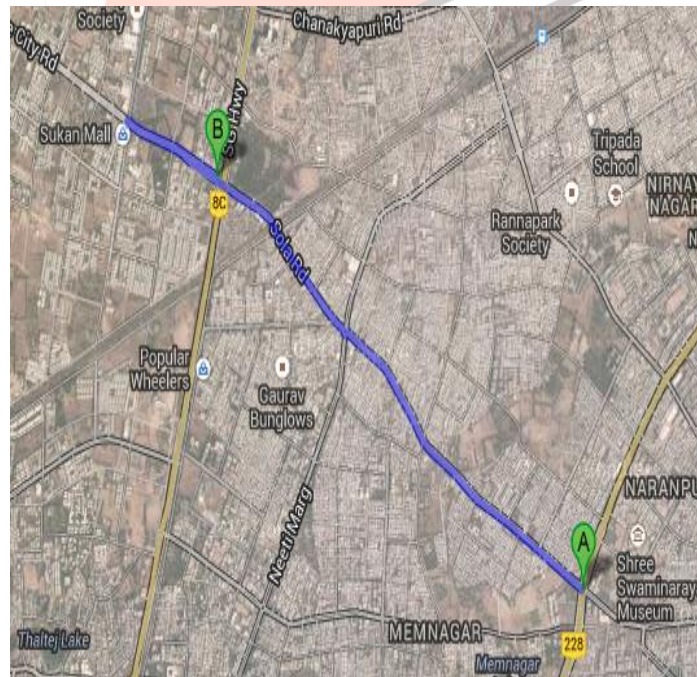 Society
Chanakyapuri Rd
e City Rd
SG Hwy
Sukan Mall
B
8C
Tripada
School
NIRNAY
NAGAR
N
Rannapark
Society
Sola Rd
Popular
Wheelers
Gaurav
Bunglows
Neeti Marg
NARANPU
A
Shree
Swaminaray
Museum
MEMNAGAR
228
Thaltej Lake
Memnagar